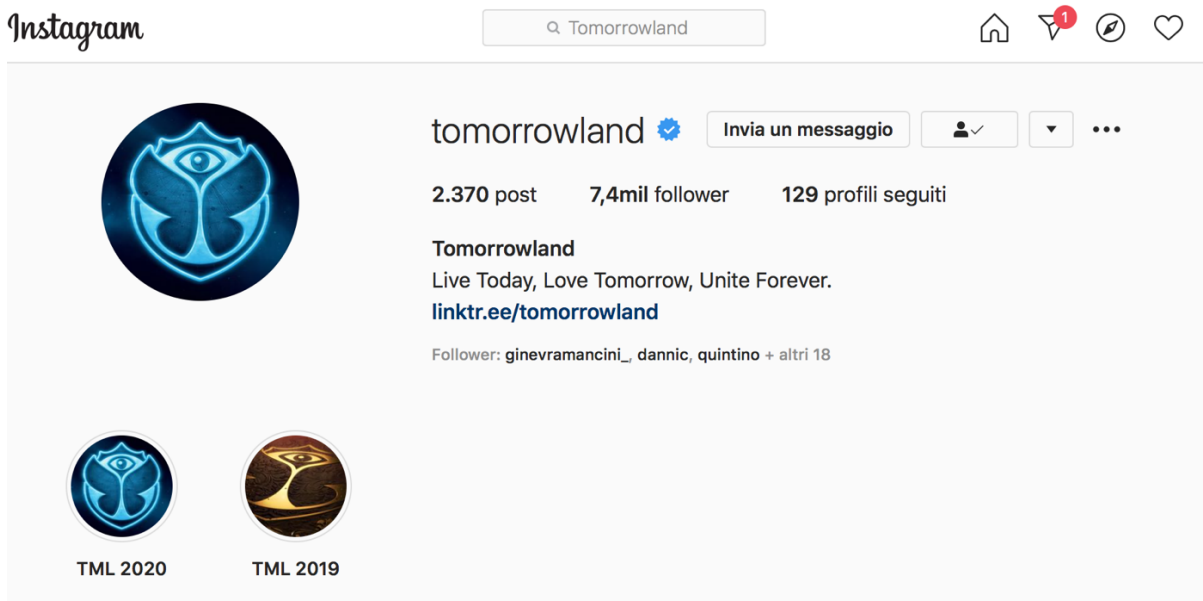 Instagram
Tomorrowland
1
tomorrowland Invia un messaggio
2.370 post 7,4mil follower 129 profili seguiti
Tomorrowland
Live Today, Love Tomorrow, Unite Forever.
linktr.ee/tomorrowland
Follower: ginevramancini_, dannic, quintino + altri 18
TML 2020 TML 2019